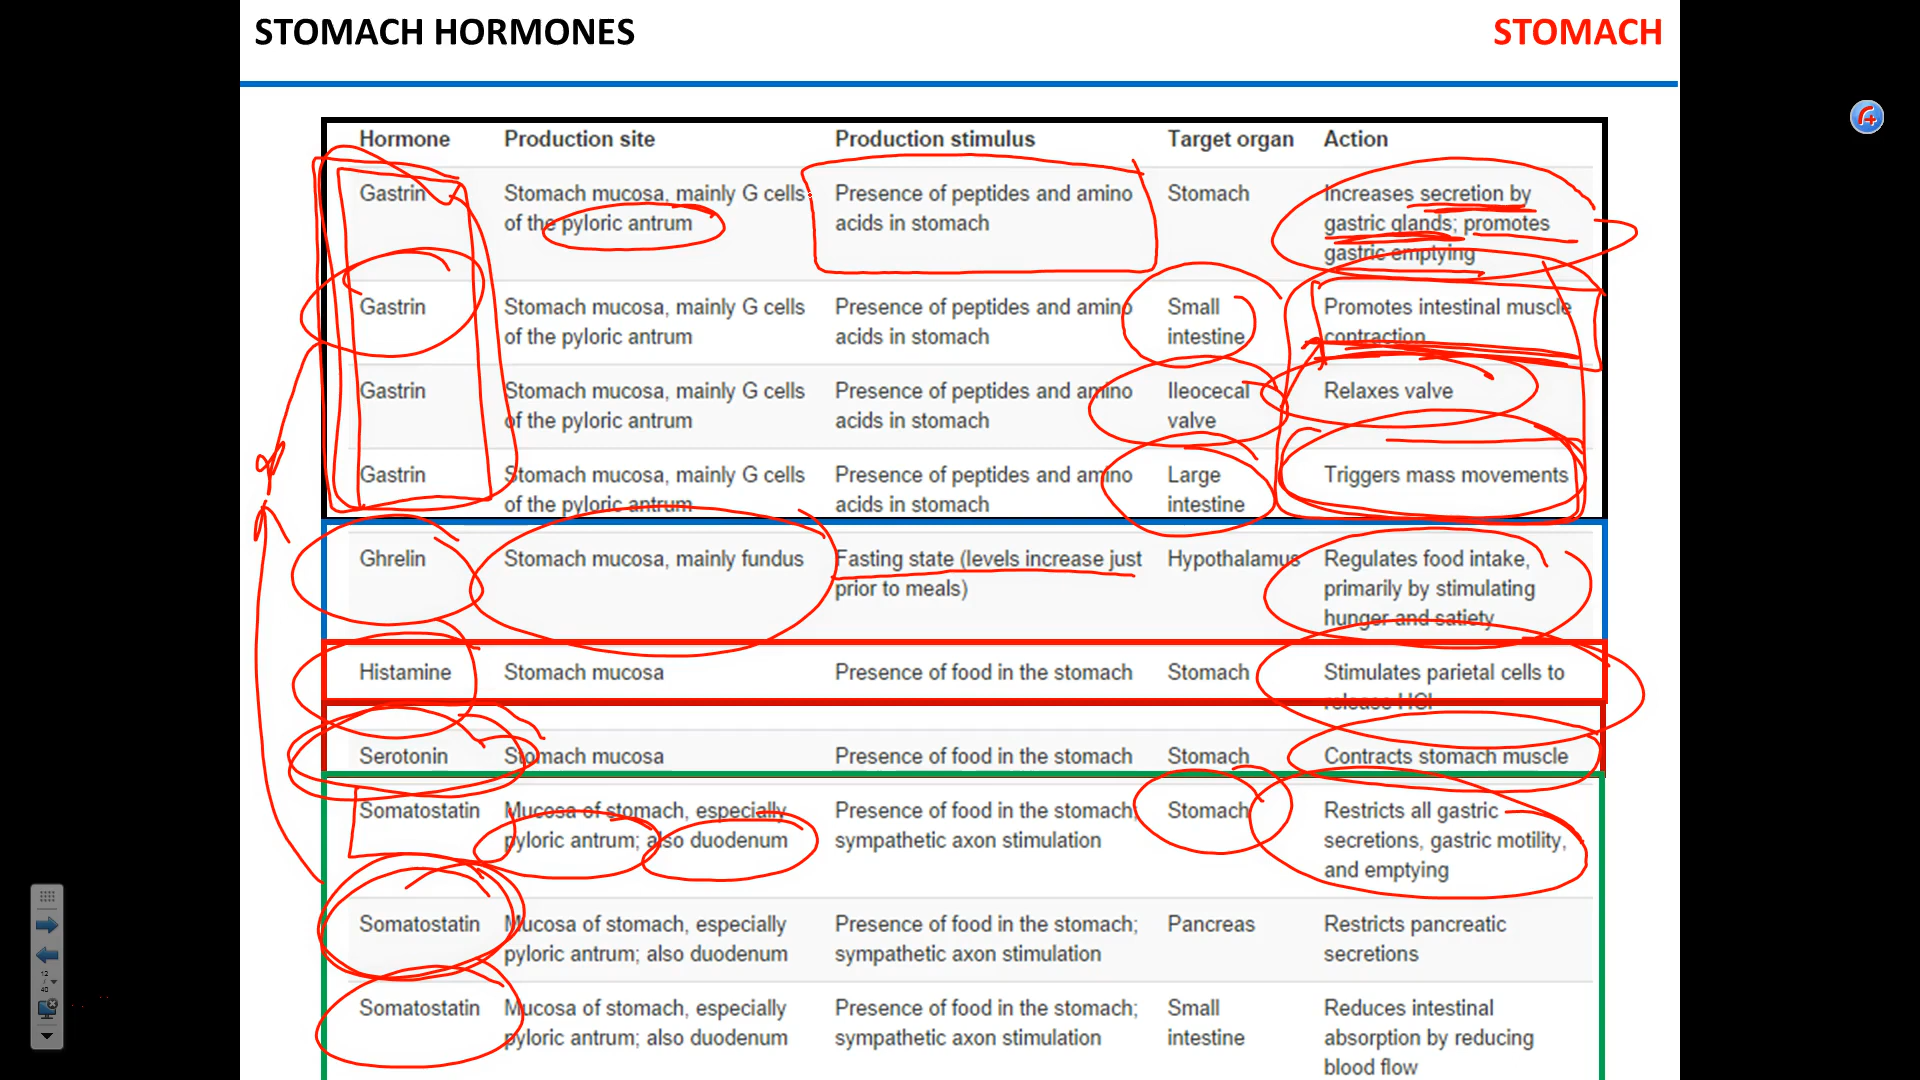 STOMACH HORMONES STOMACH
Hormone Production site Production stimulus Target organ Action
Gastrin Stomach mucosa, mainly G cells Presence of peptides and amino Stomach Increases secretion by
of the pyloric antrum acids in stomach gastric glands; promotes
gastric emptying
Gastrin Stomach mucosa, mainly G cells Presence of peptides and amino Small Promotes intestinal muscle
of the pyloric antrum acids in stomach intestine contraction
Gastrin Stomach mucosa, mainly G cells Presence of peptides and amino Ileocecal Relaxes valve
of the pyloric antrum acids in stomach valve
Gastrin Stomach mucosa, mainly G cells Presence of peptides and amino Large Triggers mass movements
of the pyloric antrum acids in stomach intestine
Ghrelin Stomach mucosa, mainly fundus Fasting state (levels increase just Hypothalamus Regulates food intake,
prior to meals) primarily by stimulating
hunger and satiety
Histamine Stomach mucosa Presence of food in the stomach Stomach Stimulates parietal cells to
release HCl
Serotonin Stomach mucosa Presence of food in the stomach Stomach Contracts stomach muscle
Somatostatin Mucosa of stomach, especially Presence of food in the stomach; Stomach Restricts all gastric
pyloric antrum; also duodenum sympathetic axon stimulation secretions, gastric motility,
and emptying
Somatostatin Mucosa of stomach, especially Presence of food in the stomach; Pancreas Restricts pancreatic
pyloric antrum; also duodenum sympathetic axon stimulation secretions
Somatostatin Mucosa of stomach, especially Presence of food in the stomach; Small Reduces intestinal
pyloric antrum; also duodenum sympathetic axon stimulation intestine absorption by reducing
blood flow
12
/
40